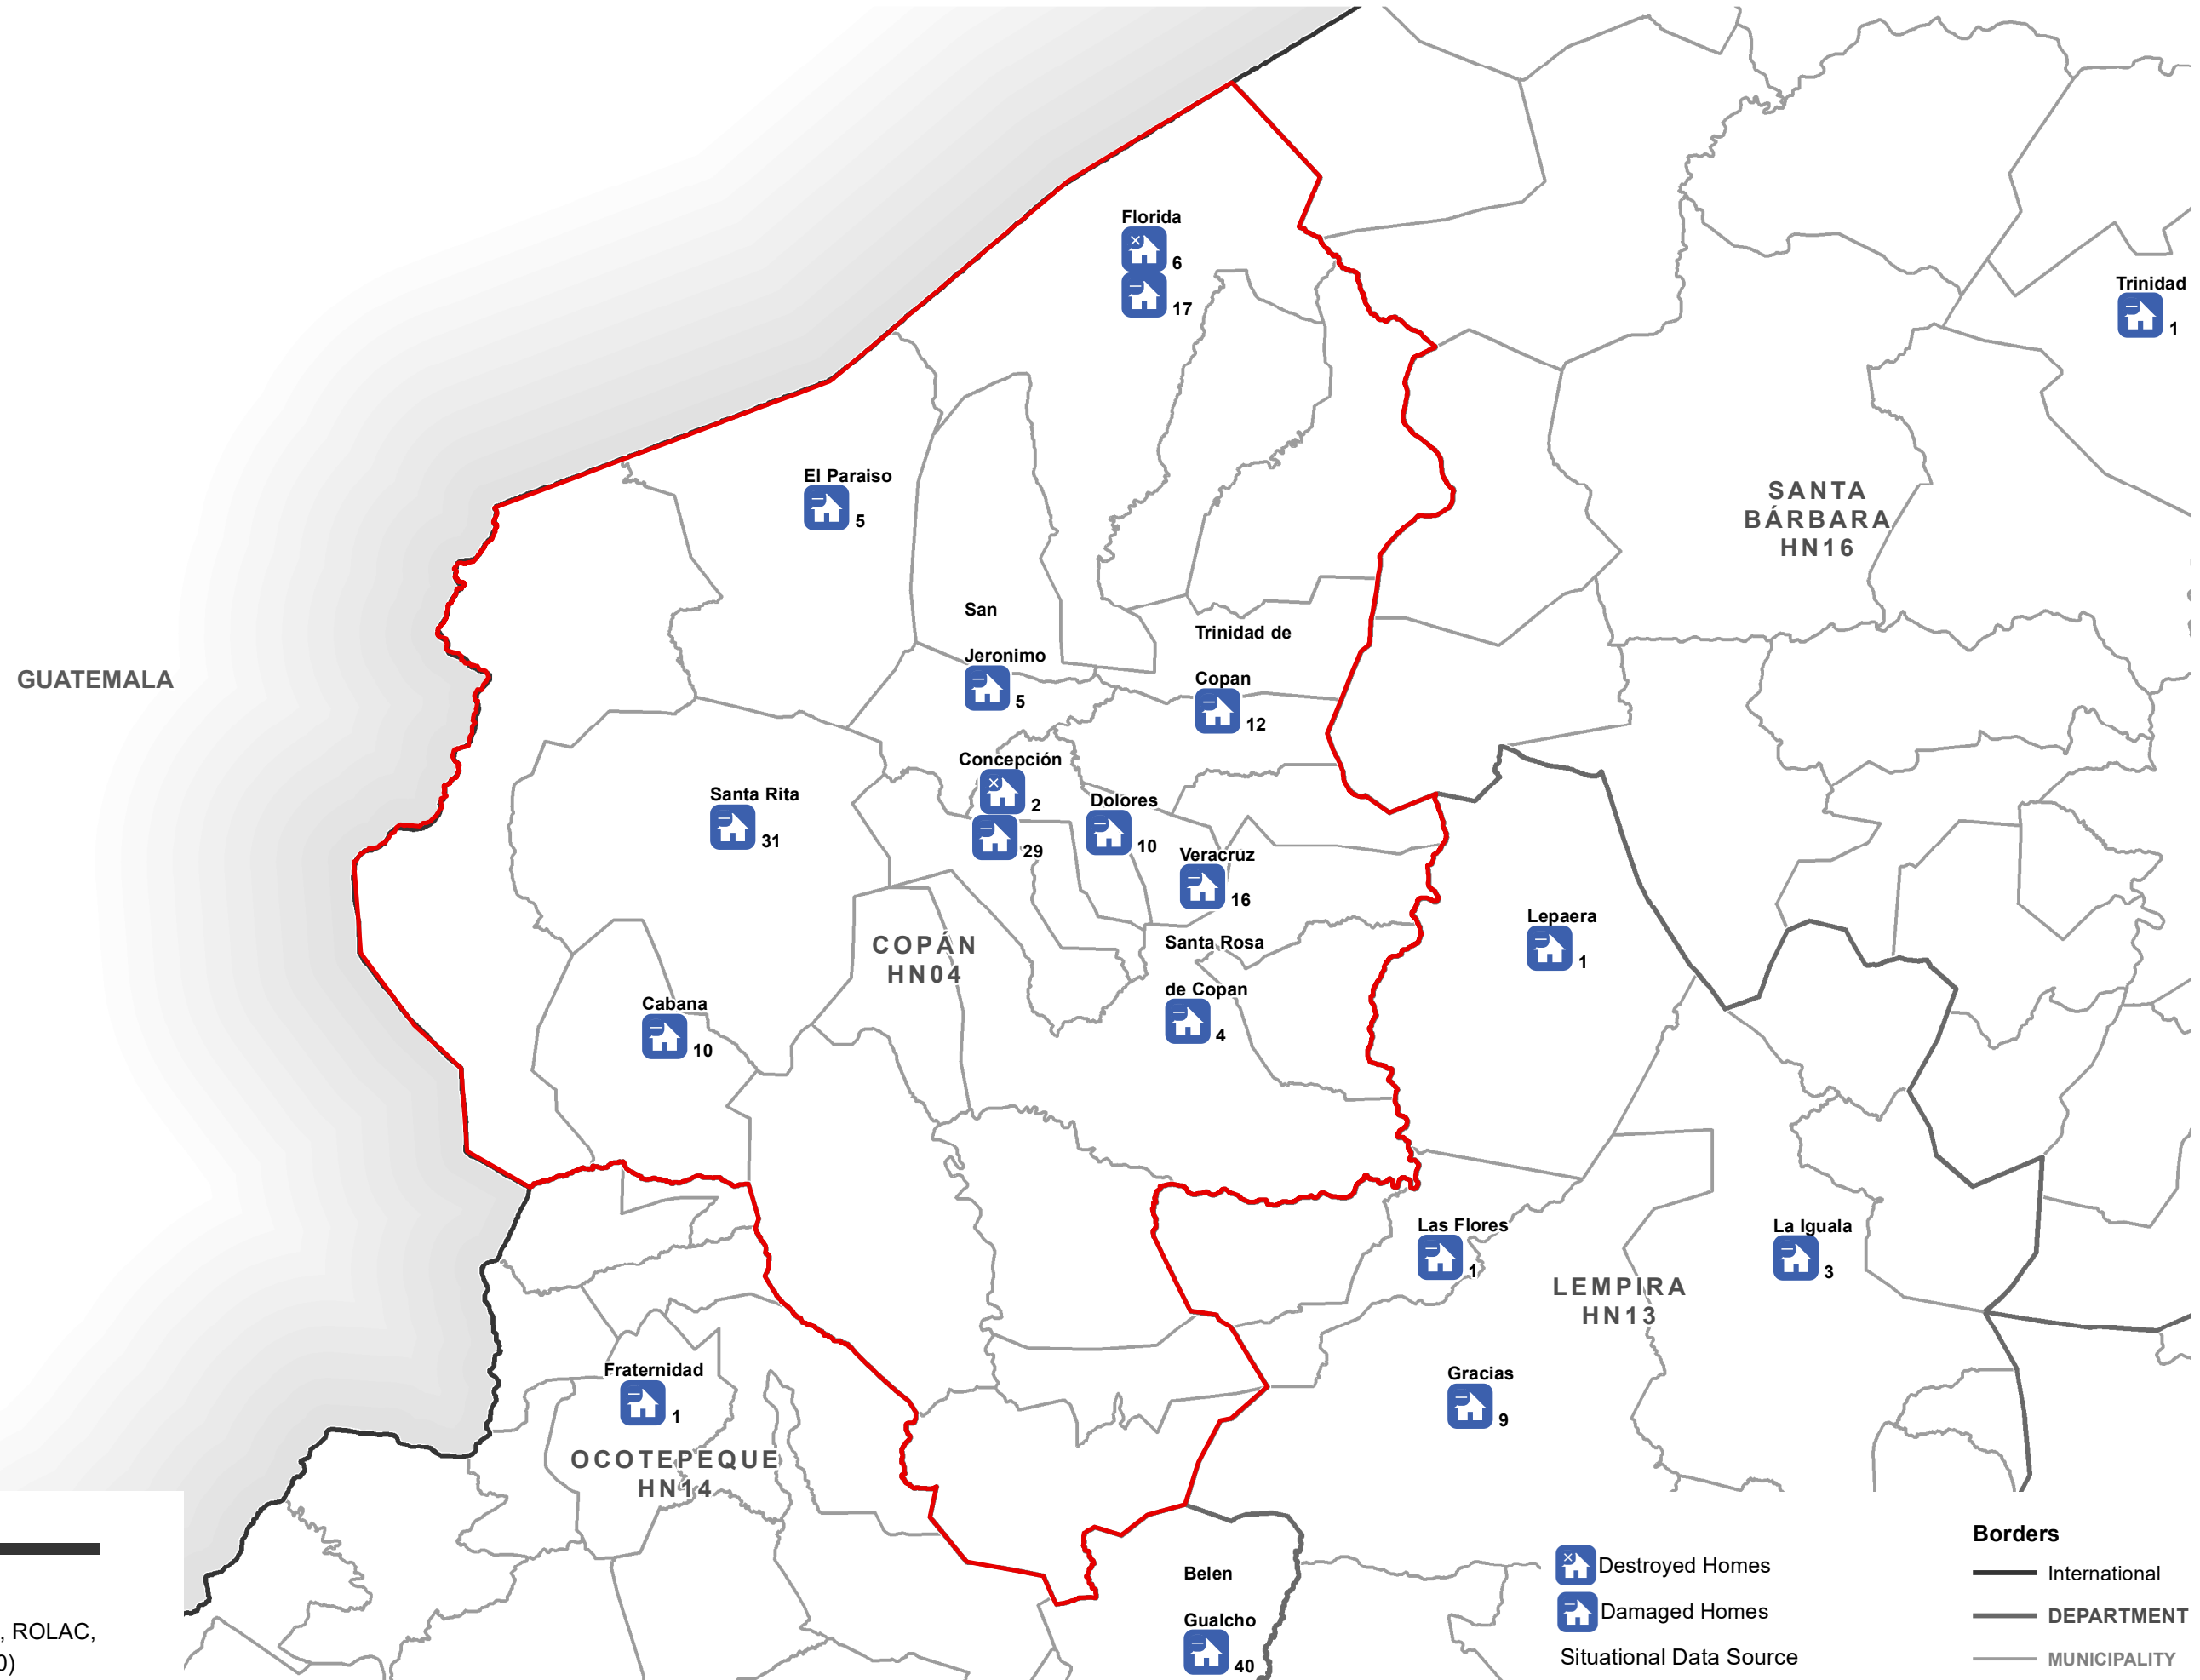 Florida
6
17
Trinidad
1
El Paraiso
5
SANTA
BÁRBARA
HN16
San
Jeronimo
5
Trinidad de
Copan
12
GUATEMALA
Concepción
2
29
Santa Rita
31
Dolores
10
Veracruz
16
Lepaera
1
COPÁN
HN04
Santa Rosa
de Copan
4
Cabana
10
Las Flores
1
La Iguala
3
LEMPIRA
HN13
Fraternidad
1
Gracias
9
OCOTEPEQUE
HN14
Belen
Gualcho
40
Destroyed Homes
Damaged Homes
Situational Data Source
Borders
International
DEPARTMENT
MUNICIPALITY
, ROLAC,
0)